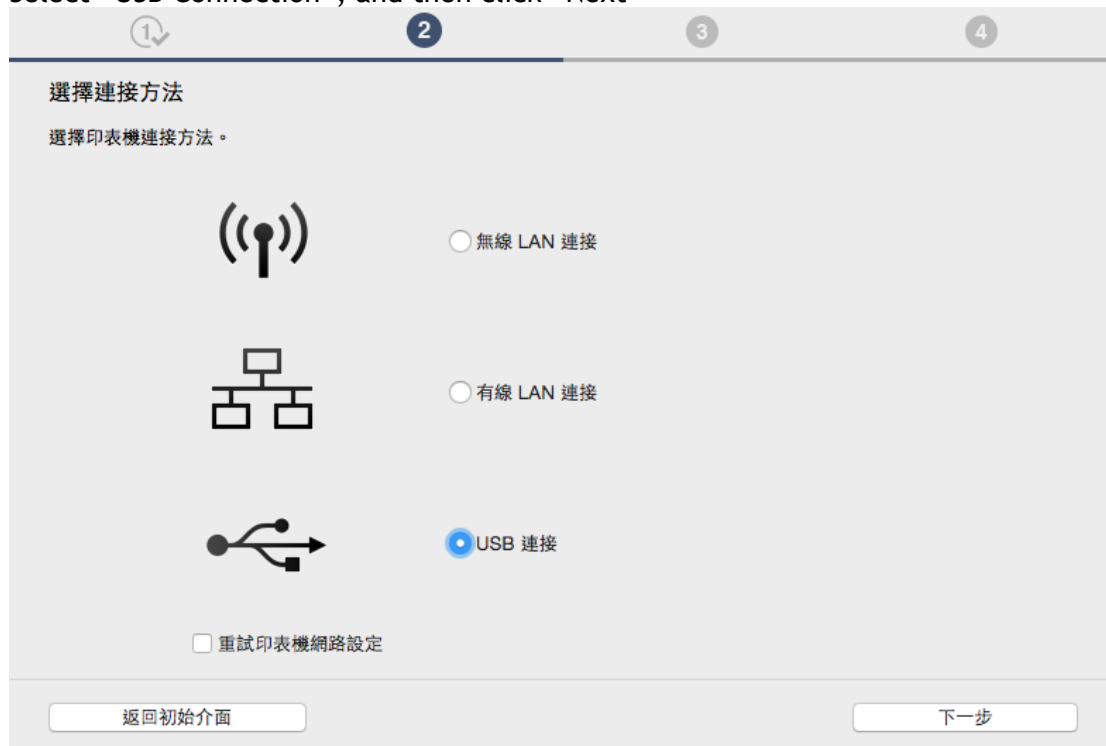 Select "USB Connection", and then click "Next"
1 2 3 4
選擇連接方法
選擇印表機連接方法。
無線 LAN 連接
有線 LAN 連接
USB 連接
重試印表機網路設定
返回初始介面 下一步